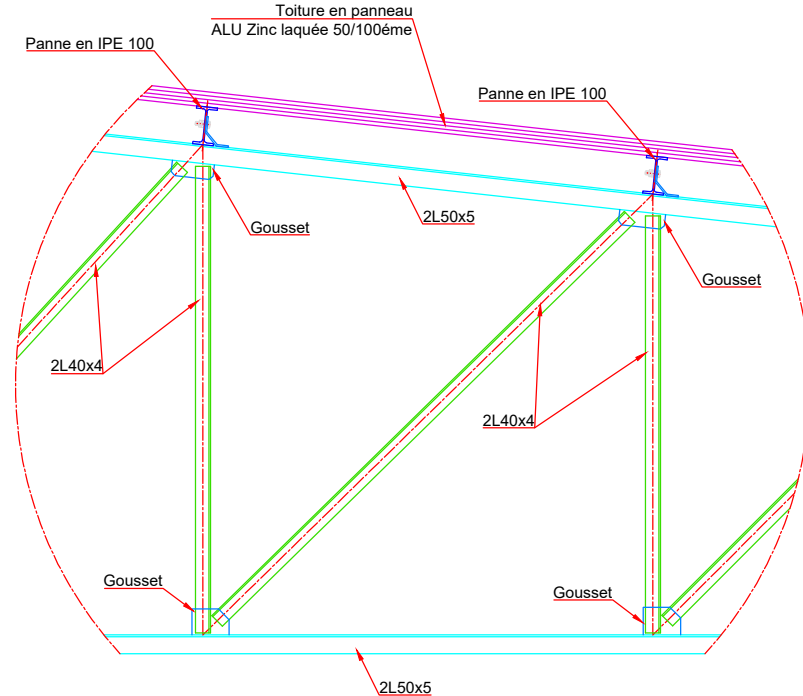 Toiture en panneau
ALU Zinc laquée 50/100éme
Panne en IPE 100
Panne en IPE 100
2L50x5
Gousset
Gousset
2L40x4
2L40x4
Gousset
Gousset
2L50x5